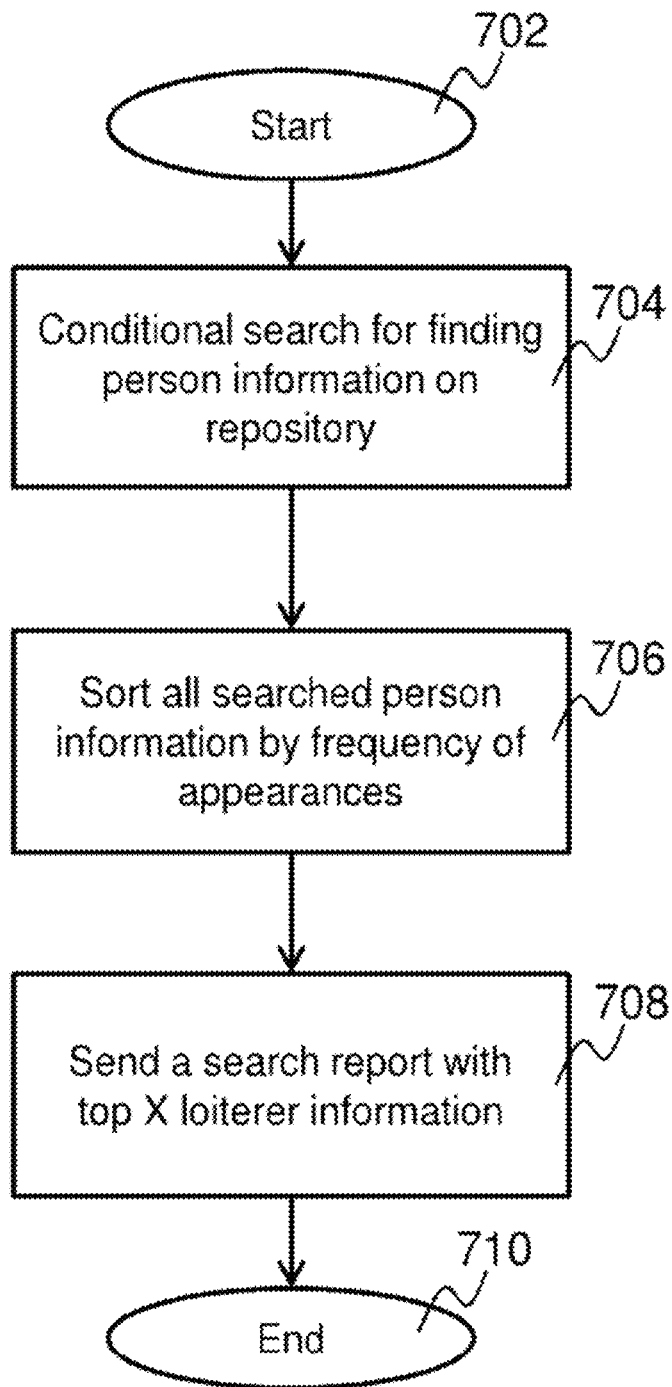 702
Start
704
Conditional search for finding
person information on
repository
706
Sort all searched person
information by frequency of
appearances
708
Send a search report with
top X loiterer information
710
End